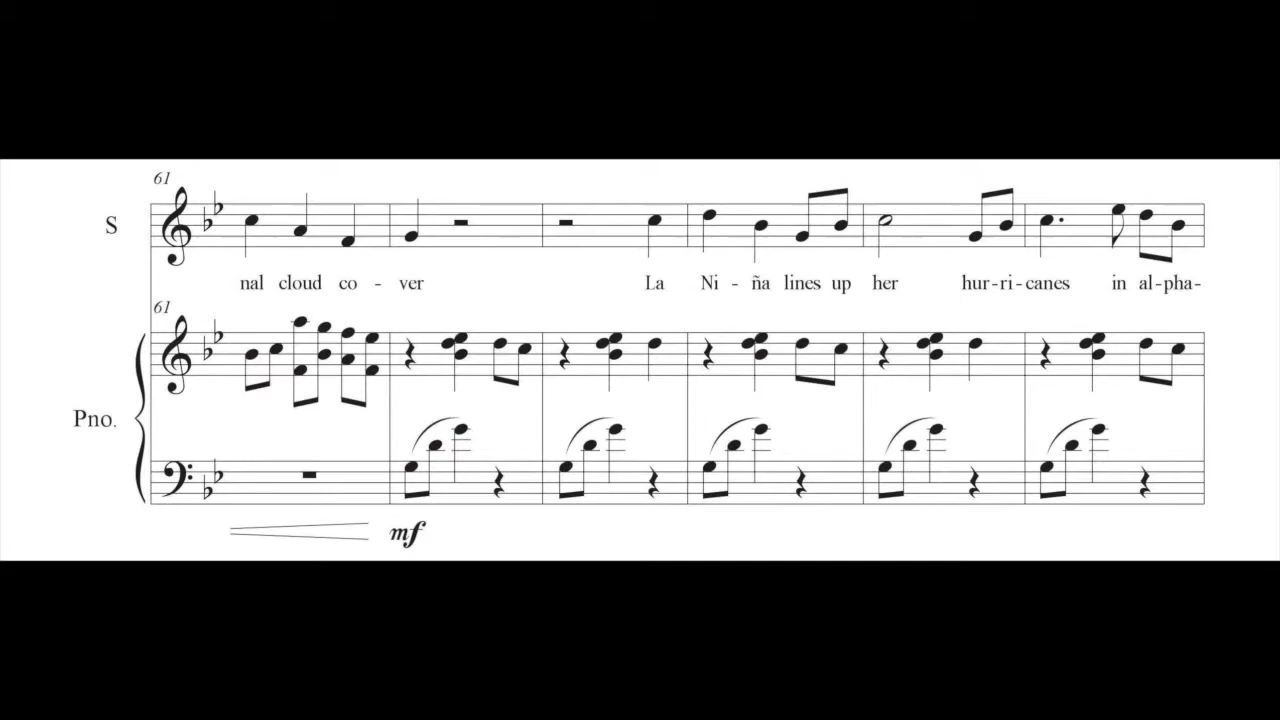 61
S
nal cloud co - ver La Ni - ña lines up her hur - ri - canes in al - pha -
61
Pno.
mf